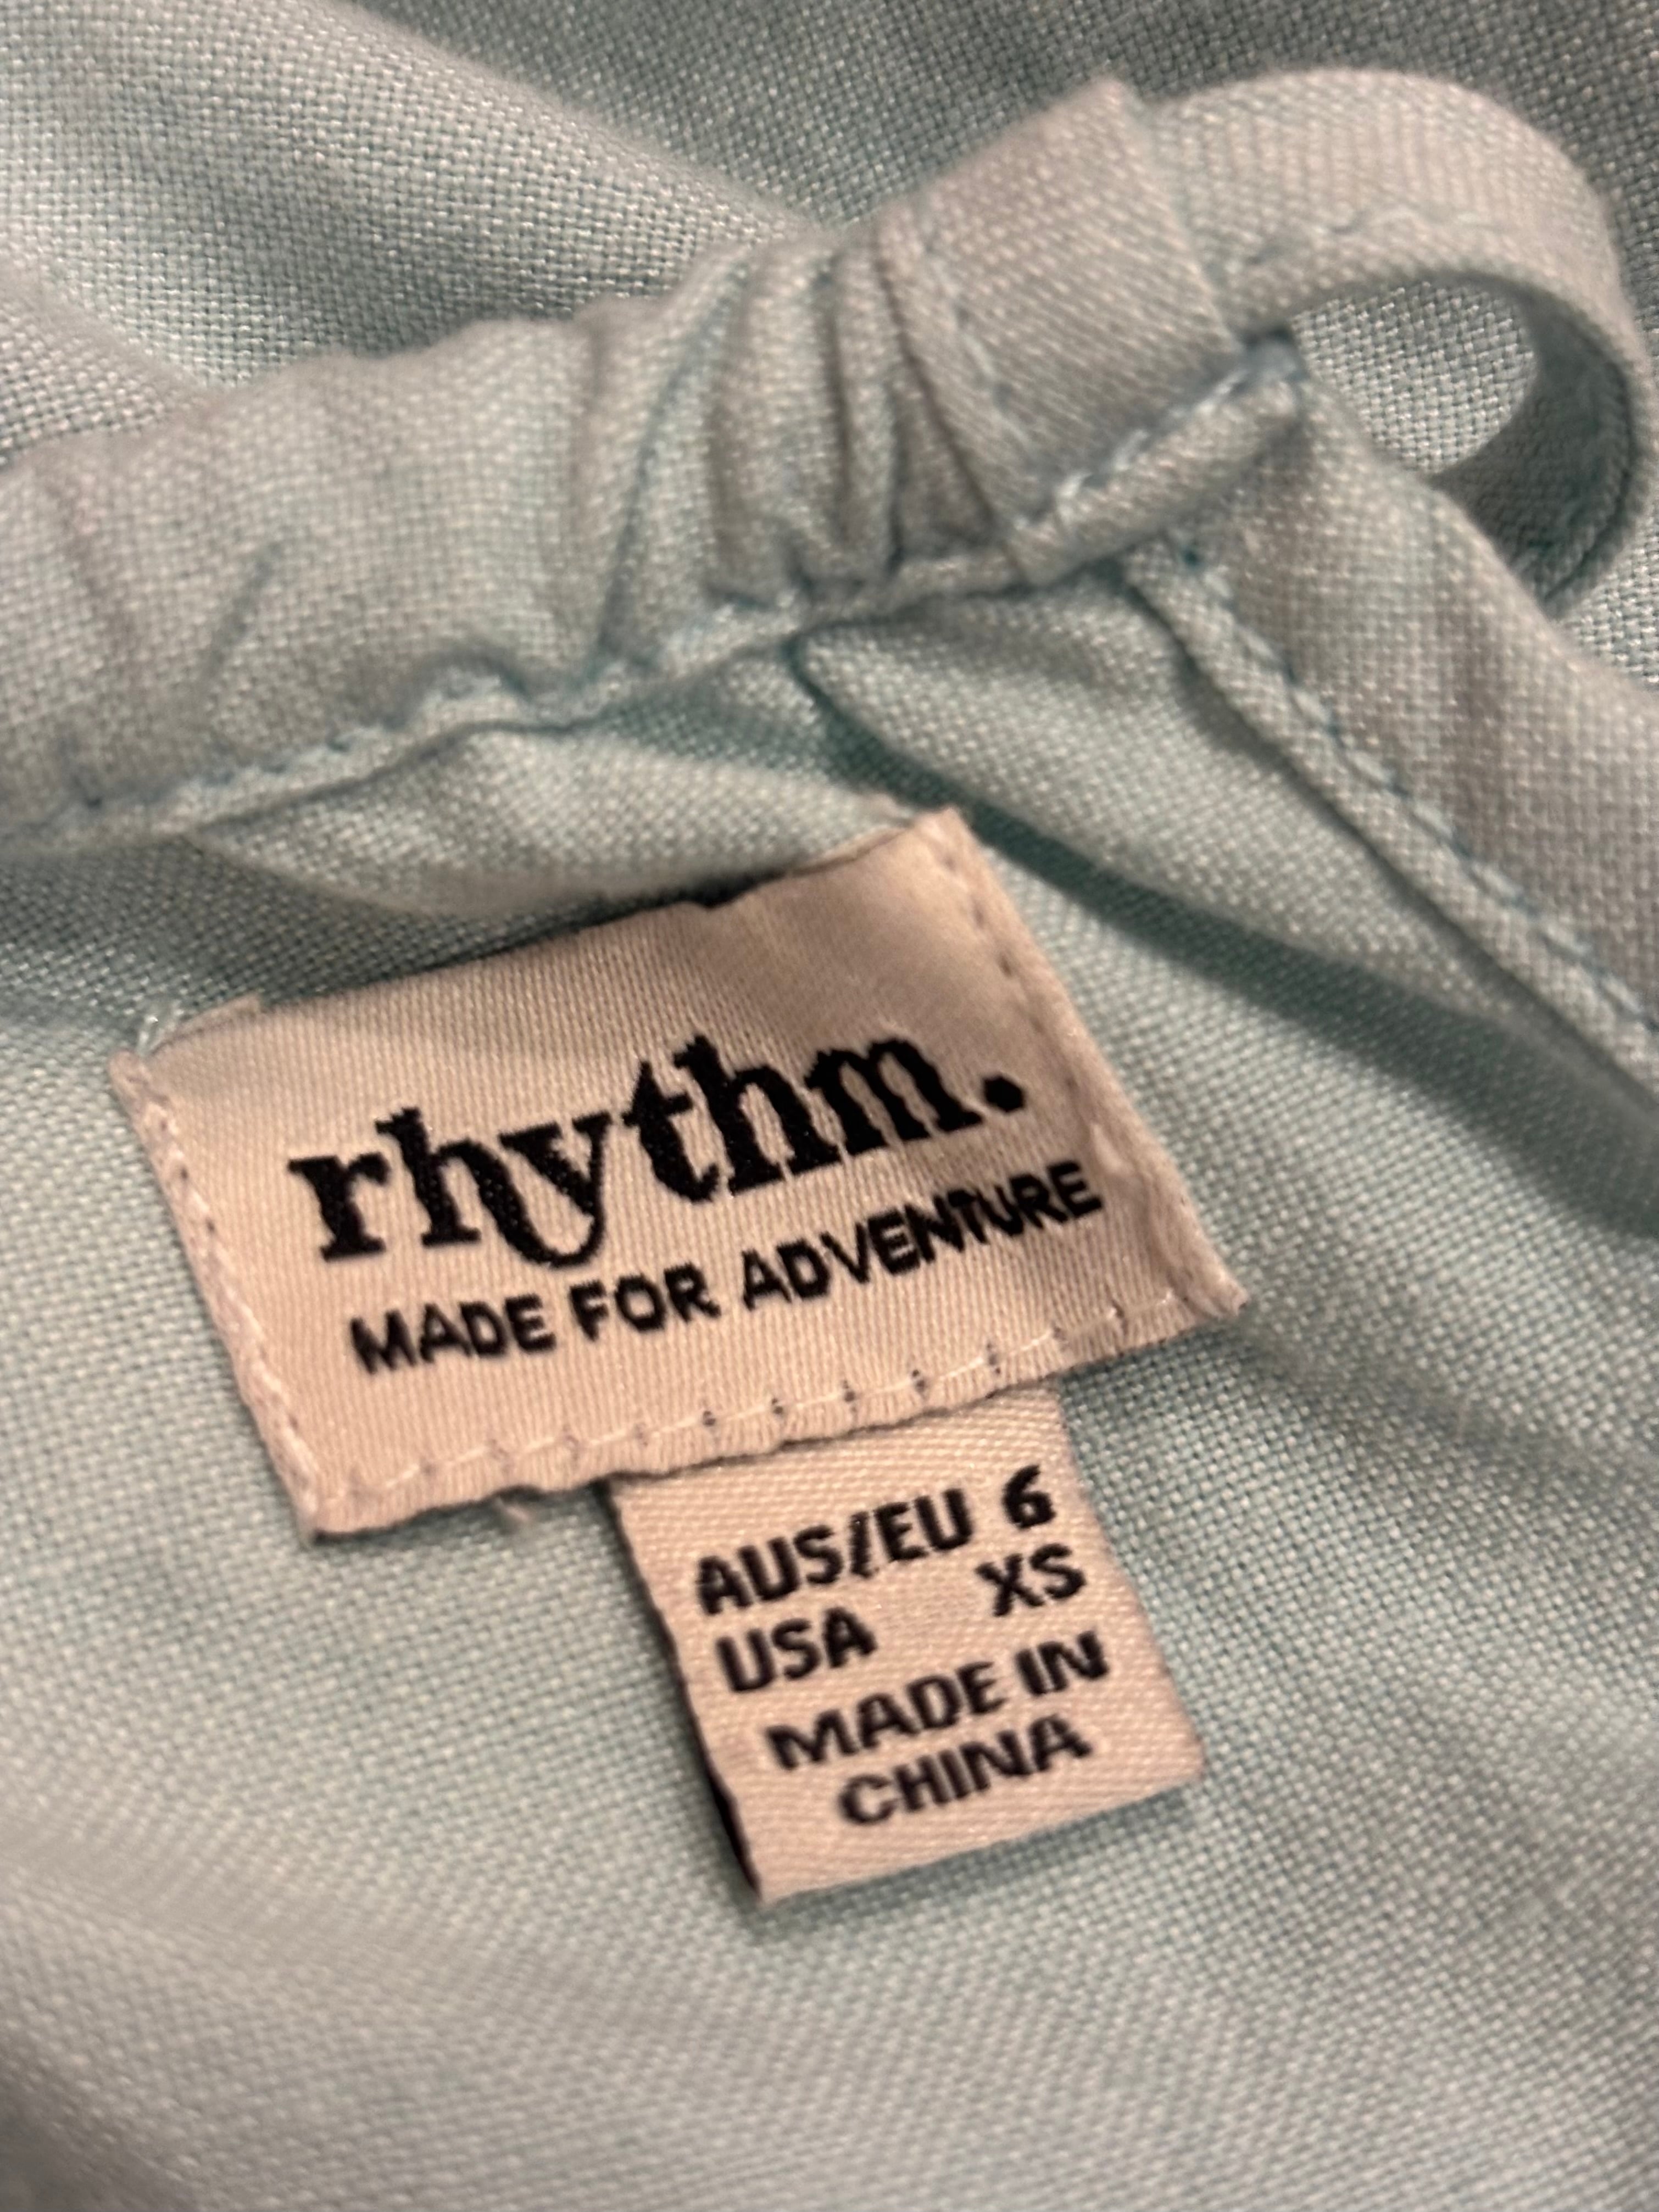 rhythm.
MADE FOR ADVENTURE
AUS/EU 6
USA XS
MADE IN
CHINA